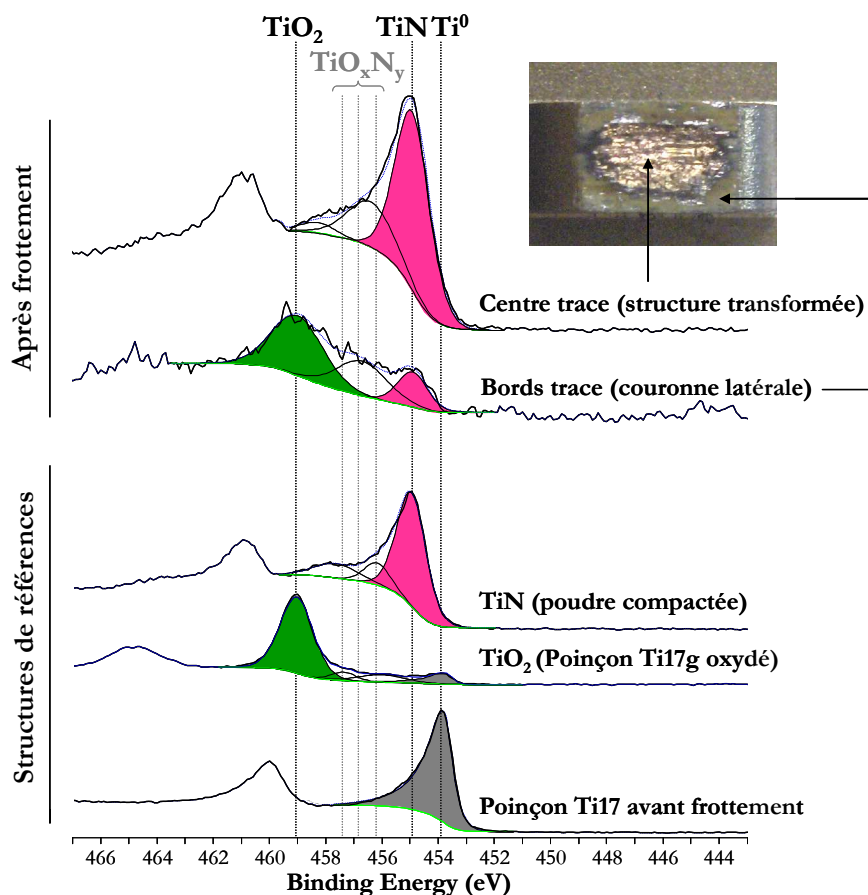 TiO2 TiN Ti0
TiOxNy
Après frottement
Centre trace (structure transformée)
Bords trace (couronne latérale)
Structures de références
TiN (poudre compactée)
TiO2 (Poinçon Ti17g oxydé)
Poinçon Ti17 avant frottement
466 464 462 460 458 456 454 452 450 448 446 444
Binding Energy (eV)